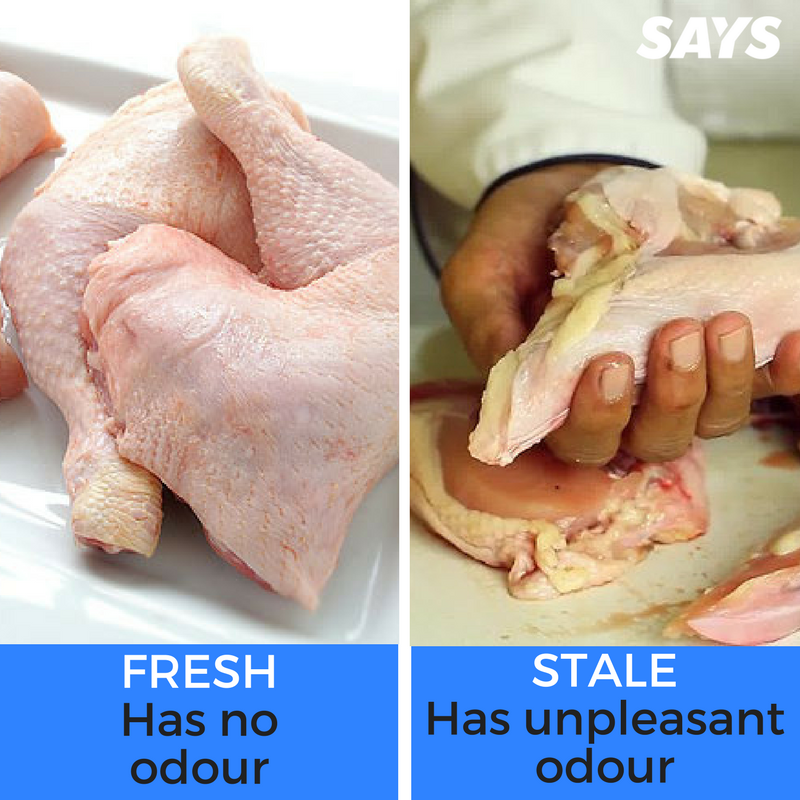 SAYS
FRESH
Has no
odour
STALE
Has unpleasant
odour